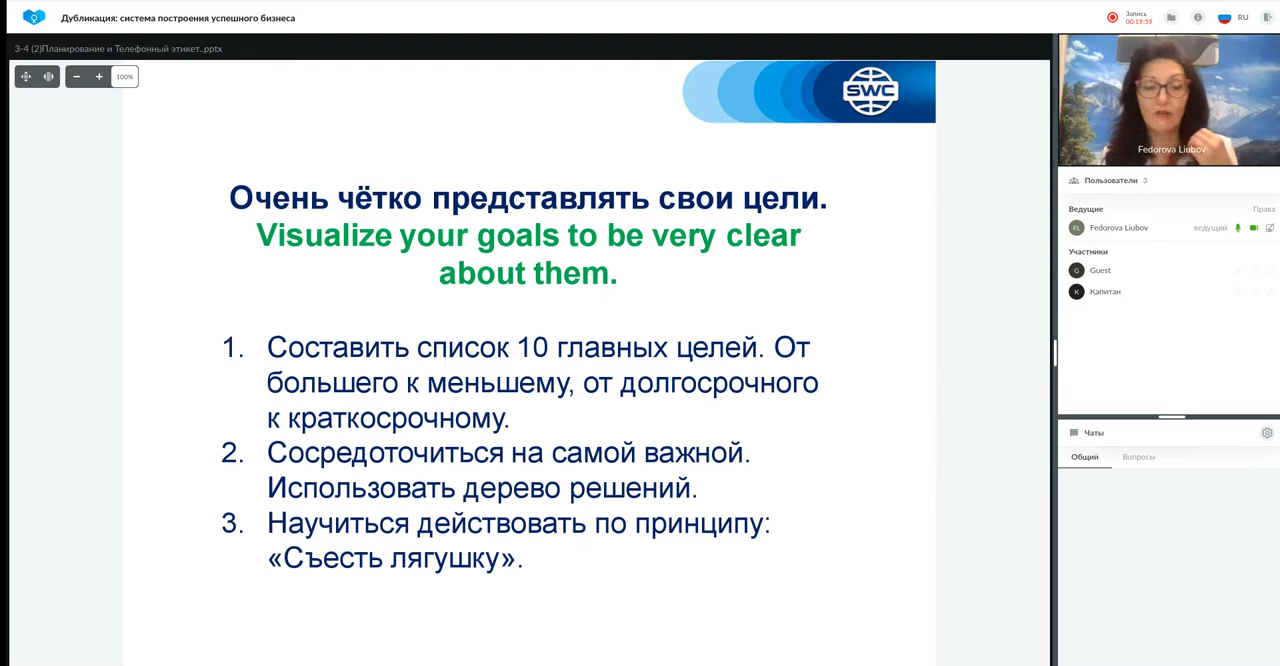 Дубликация: система построения успешного бизнеса
Запись
00:19:59
RU
3-4 (2)Планирование и Телефонный этикет..pptx
100%
SWC
Очень чётко представлять свои цели.
Visualize your goals to be very clear
about them.
1. Составить список 10 главных целей. От
большего к меньшему, от долгосрочного
к краткосрочному.
2. Сосредоточиться на самой важной.
Использовать дерево решений.
3. Научиться действовать по принципу:
«Съесть лягушку».
Fedorova Liubov
Пользователи 3
Ведущие Права
FL Fedorova Liubov ведущий
Участники
G Guest
К Капитан
Чаты
Общий Вопросы